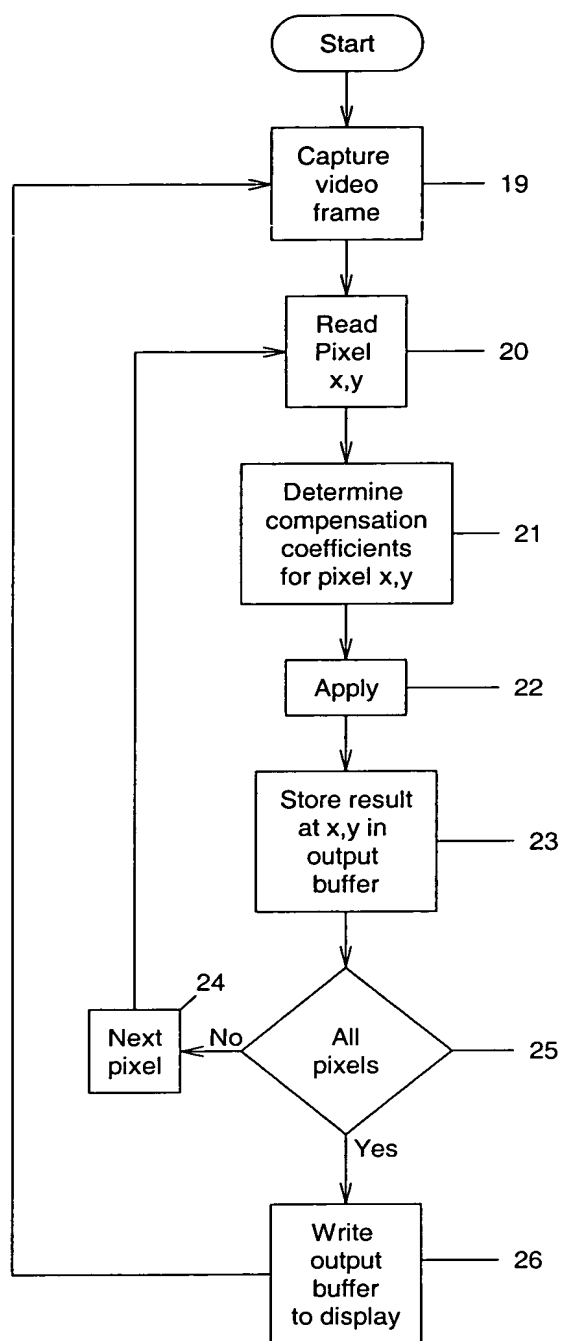 Start
Capture
video
frame
19
Read
Pixel
x,y
20
Determine
compensation
coefficients
for pixel x,y
21
Apply
22
Store result
at x,y in
output
buffer
23
24
Next
pixel
No
All
pixels
25
Yes
Write
output
buffer
to display
26